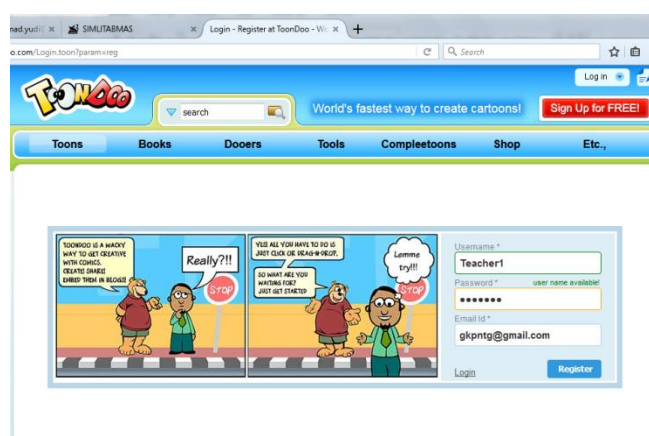 SIMLITABMAS
Login - Register at ToonDoo - Wo
o.com/Login.toon?param=reg
Search
Log in
TOONDOO
search
World's fastest way to create cartoons!
Sign Up for FREE!
Toons Books Dooers Tools Compleetoons Shop Etc.,
TOONDOO IS A WACKY
WAY TO GET CREATIVE
WITH COMICS.
CREATE! SHARE!
EMBED THEM IN BLOGS!!
Really?!!
STOP
YES! ALL YOU HAVE TO DO IS
JUST CLICK OR DRAG-N-DROP.
SO WHAT ARE YOU
WAITING FOR?
JUST GET STARTED
Lemme
try!!!
STOP
Username *
Teacher1
Password * user name available!
Email Id *
gkpntg@gmail.com
Login
Register